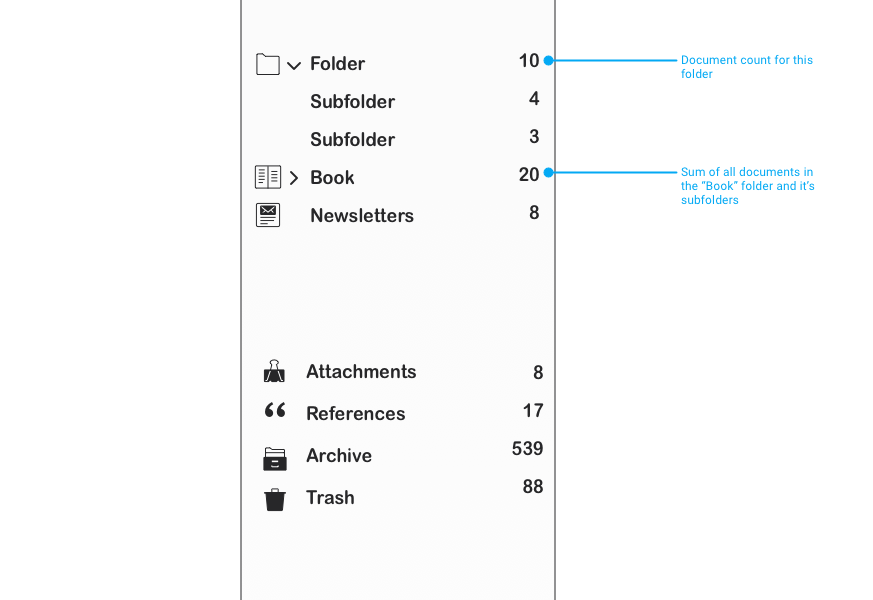 Folder 10
Document count for this
folder
Subfolder 4
Subfolder 3
Book 20
Sum of all documents in
the “Book” folder and it’s
subfolders
Newsletters 8
Attachments 8
References 17
Archive 539
Trash 88